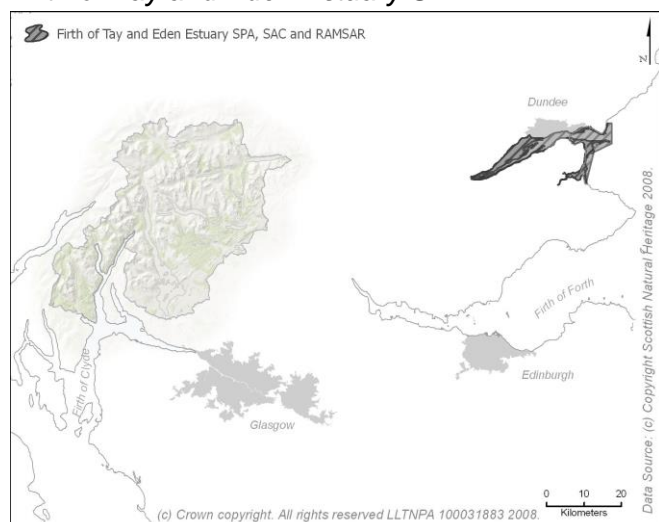 Firth of Tay and Eden Estuary SPA, SAC and RAMSAR
N
Dundee
Firth of Forth
Edinburgh
Firth of Clyde
Glasgow
0 10 20
Kilometers
(c) Crown copyright. All rights reserved LLTNPA 100031883 2008.
Data Source: (c) Copyright Scottish Natural Heritage 2008.